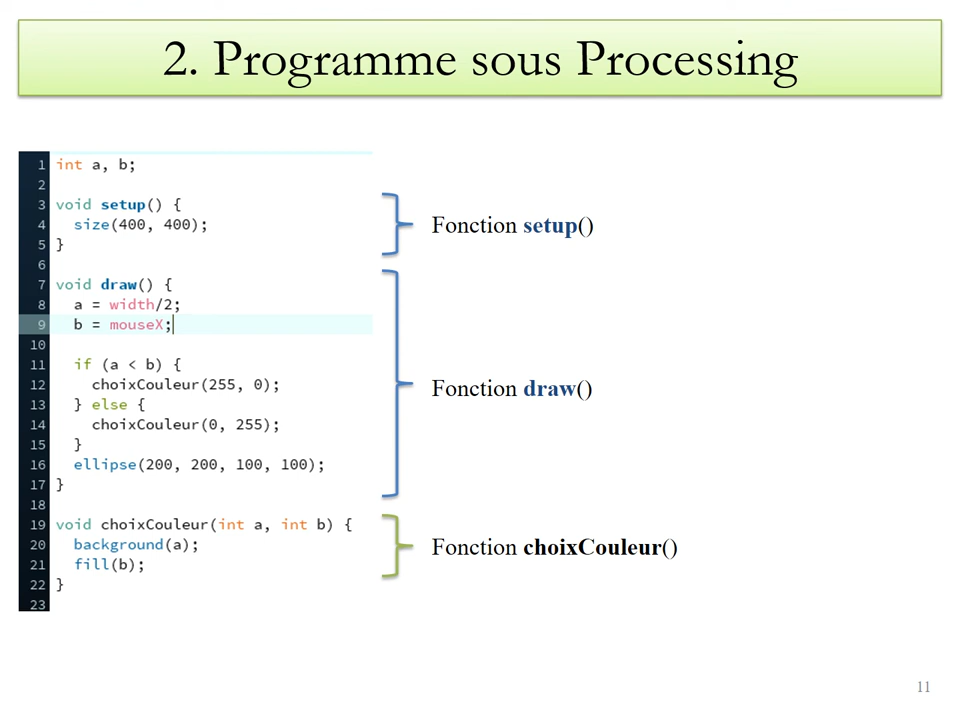 2. Programme sous Processing
1 int a, b;
2
3 void setup() {
4 size(400, 400);
5 }
6
7 void draw() {
8 a = width/2;
9 b = mouseX;
10
11 if (a < b) {
12 choixCouleur(255, 0);
13 } else {
14 choixCouleur(0, 255);
15 }
16 ellipse(200, 200, 100, 100);
17 }
18
19 void choixCouleur(int a, int b) {
20 background(a);
21 fill(b);
22 }
23
Fonction setup()
Fonction draw()
Fonction choixCouleur()
11